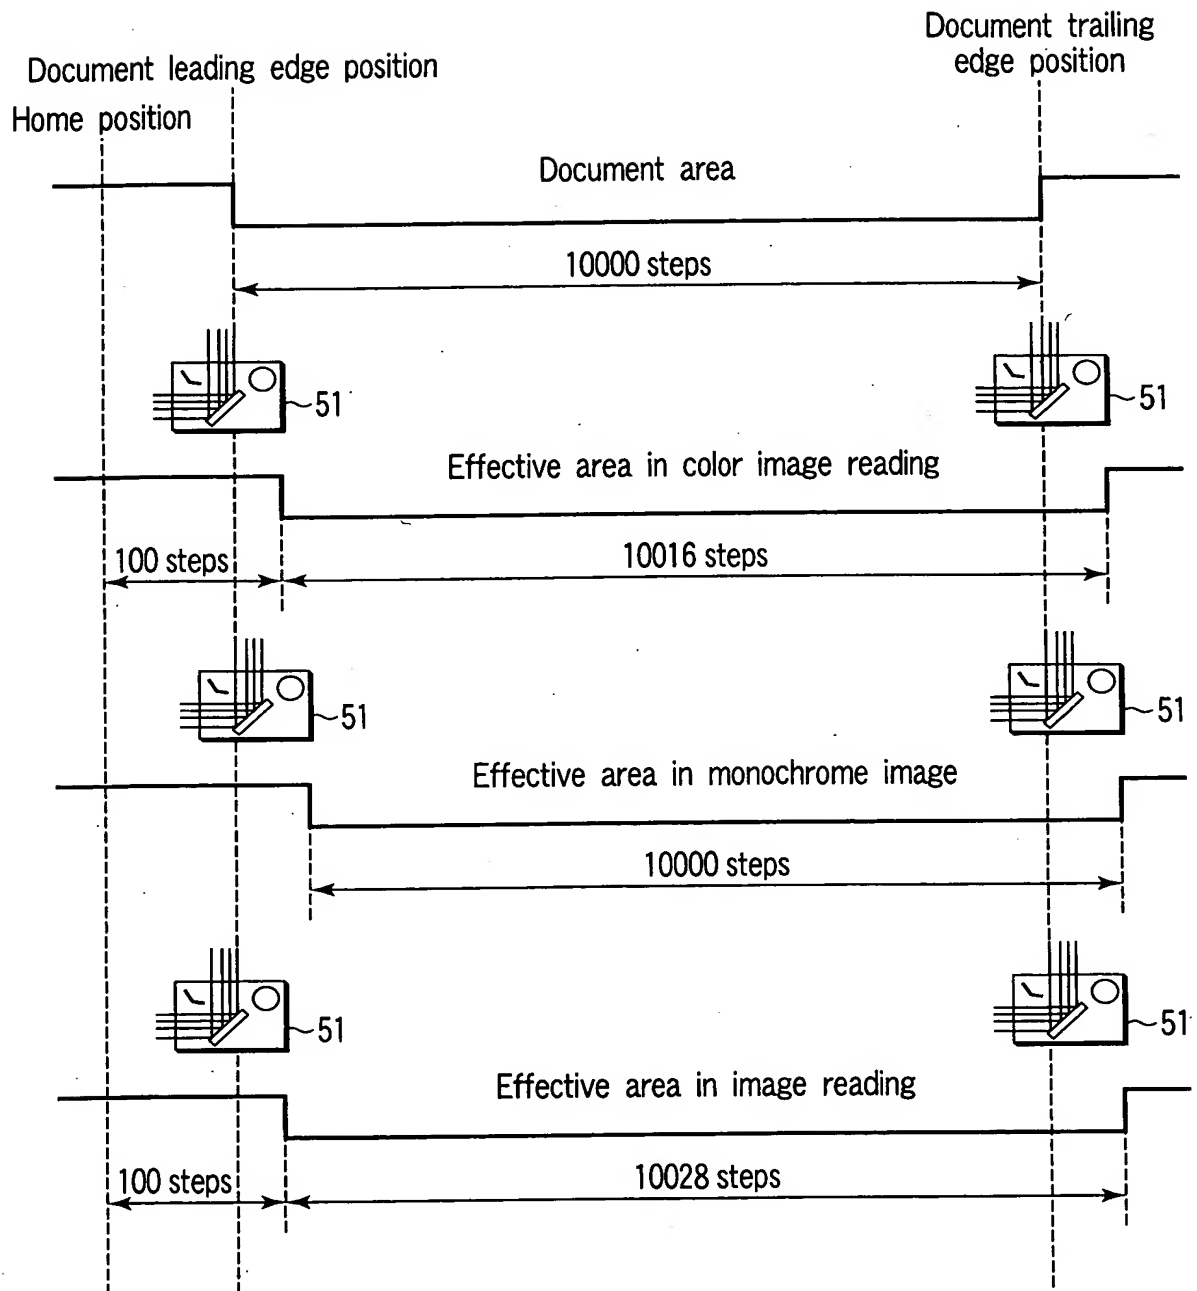 Document trailing
edge position
Document leading edge position
Home position
Document area
10000 steps
51
51
Effective area in color image reading
100 steps
10016 steps
51
51
Effective area in monochrome image
10000 steps
51
51
Effective area in image reading
100 steps
10028 steps